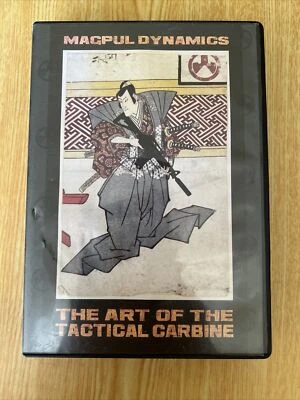 MAGPUL DYNAMICS
THE ART OF THE
TACTICAL CARBINE